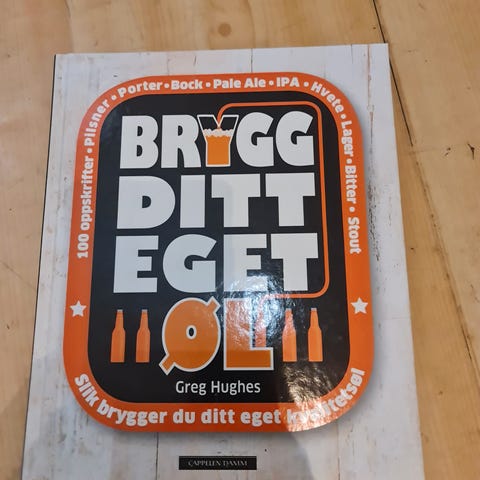 100 oppskrifter • Pilsner • Porter • Bock • Pale Ale • IPA • Hvete • Lager • Bitter • Stout
BRYGG
DITT
EGET
ØL
Greg Hughes
Slik brygger du ditt eget kvalitetsøl
CAPPELEN DAMM